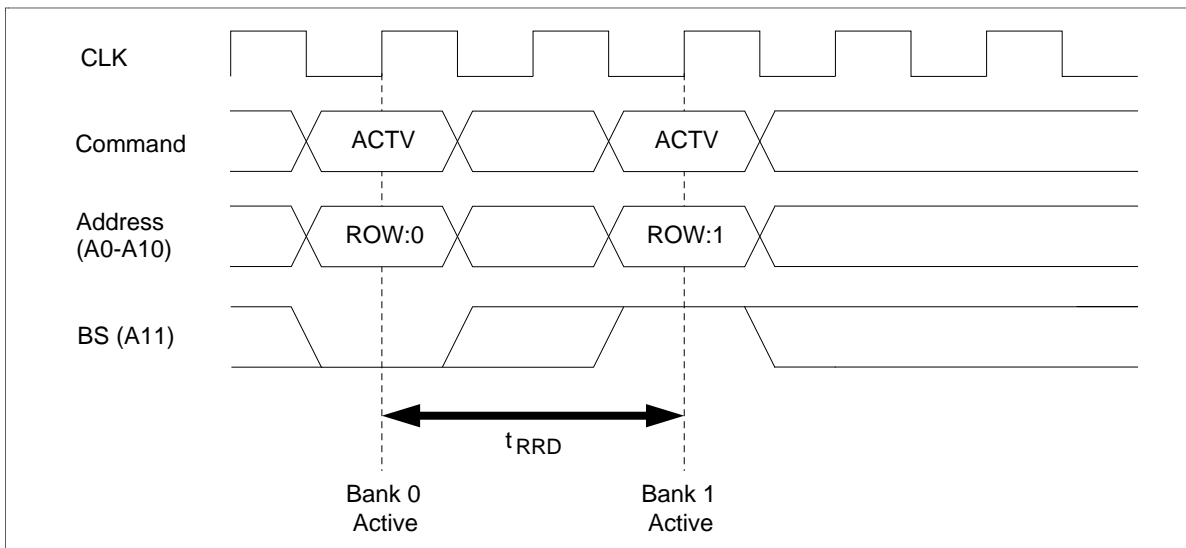 CLK
Command
ACTV
ACTV
Address
(A0-A10)
ROW:0
ROW:1
BS (A11)
t RRD
Bank 0
Active
Bank 1
Active